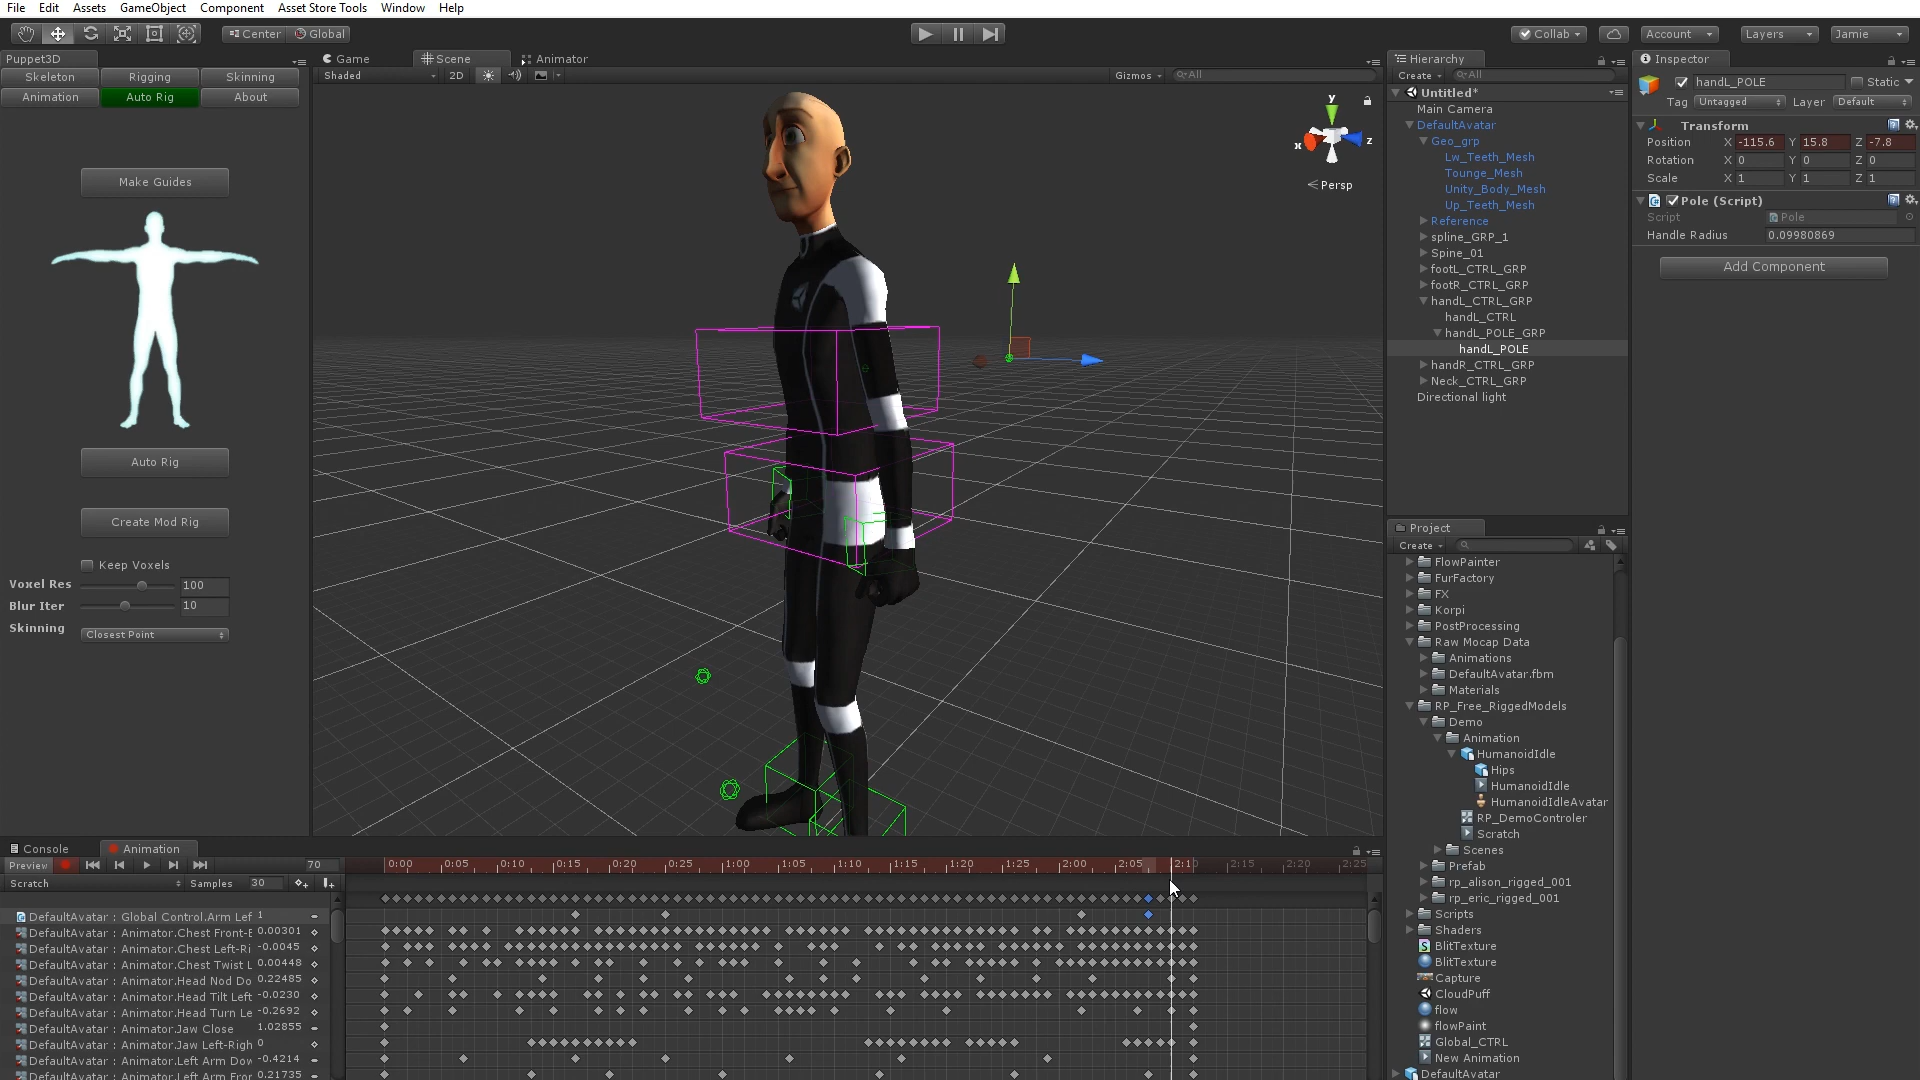 File Edit Assets GameObject Component Asset Store Tools Window Help
Center Global
Collab Account Layers Jamie
Puppet3D
Skeleton Rigging Skinning
Animation Auto Rig About
Make Guides
Auto Rig
Create Mod Rig
Keep Voxels
Voxel Res 100
Blur Iter 10
Skinning Closest Point
Game Scene Animator
Shaded 2D Gizmos All
y
x z
Persp
Hierarchy
Create All
Untitled*
Main Camera
DefaultAvatar
Geo_grp
Lw_Teeth_Mesh
Tounge_Mesh
Unity_Body_Mesh
Up_Teeth_Mesh
Reference
spline_GRP_1
Spine_01
footL_CTRL_GRP
footR_CTRL_GRP
handL_CTRL_GRP
handL_CTRL
handL_POLE_GRP
handL_POLE
handR_CTRL_GRP
Neck_CTRL_GRP
Directional light
Inspector
handL_POLE Static
Tag Untagged Layer Default
Transform
Position X -115.6 Y 15.8 Z -7.8
Rotation X 0 Y 0 Z 0
Scale X 1 Y 1 Z 1
Pole (Script)
Script Pole
Handle Radius 0.09980869
Add Component
Project
Create
FlowPainter
FurFactory
FX
Korpi
PostProcessing
Raw Mocap Data
Animations
DefaultAvatar.fbm
Materials
RP_Free_RiggedModels
Demo
Animation
HumanoidIdle
Hips
HumanoidIdle
HumanoidIdleAvatar
RP_DemoControler
Scratch
Scenes
Prefab
rp_alison_rigged_001
rp_eric_rigged_001
Scripts
Shaders
BlitTexture
BlitTexture
Capture
CloudPuff
flow
flowPaint
Global_CTRL
New Animation
DefaultAvatar
Console Animation
Preview 70
0:00 0:05 0:10 0:15 0:20 0:25 1:00 1:05 1:10 1:15 1:20 1:25 2:00 2:05 2:10 2:15 2:20 2:25
Scratch Samples 30
DefaultAvatar : Global Control.Arm Lef 1
DefaultAvatar : Animator.Chest Front-E 0.00301
DefaultAvatar : Animator.Chest Left-Ri -0.0045
DefaultAvatar : Animator.Chest Twist L 0.00448
DefaultAvatar : Animator.Head Nod Do 0.22485
DefaultAvatar : Animator.Head Tilt Left -0.0230
DefaultAvatar : Animator.Head Turn Le -0.2692
DefaultAvatar : Animator.Jaw Close 1.02855
DefaultAvatar : Animator.Jaw Left-Righ 0
DefaultAvatar : Animator.Left Arm Dow -0.4214
DefaultAvatar : Animator.Left Arm Fron 0.21735